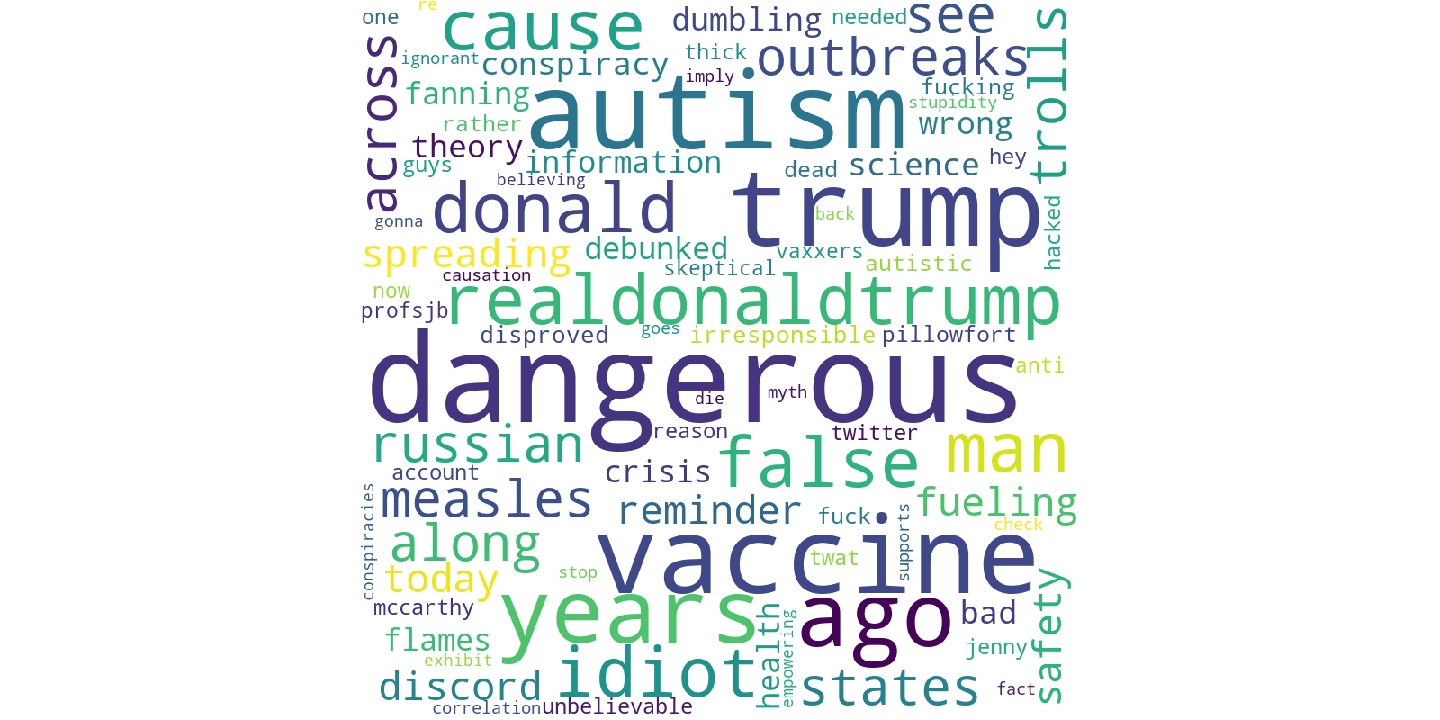 re
one
cause
dumbling
needed
see
trolls
across
ignorant
conspiracy
thick
outbreaks
imply
fanning
autism
fucking
stupidity
rather
wrong
theory
guys
information
dead
science
hey
believing
donald
trump
gonna
back
hacked
spreading
debunked
vaxxers
skeptical
autistic
causation
now
realdonaldtrump
profsjb
disproved
goes
irresponsible
pillowfort
dangerous
anti
die
myth
russian
reason
twitter
false
man
account
crisis
measles
conspiracies
reminder
fuck
supports
fueling
check
along
vaccine
twat
today
stop
safety
mccarthy
years
health
empowering
ago
bad
flames
jenny
exhibit
idiot
discord
states
fact
correlation
unbelievable